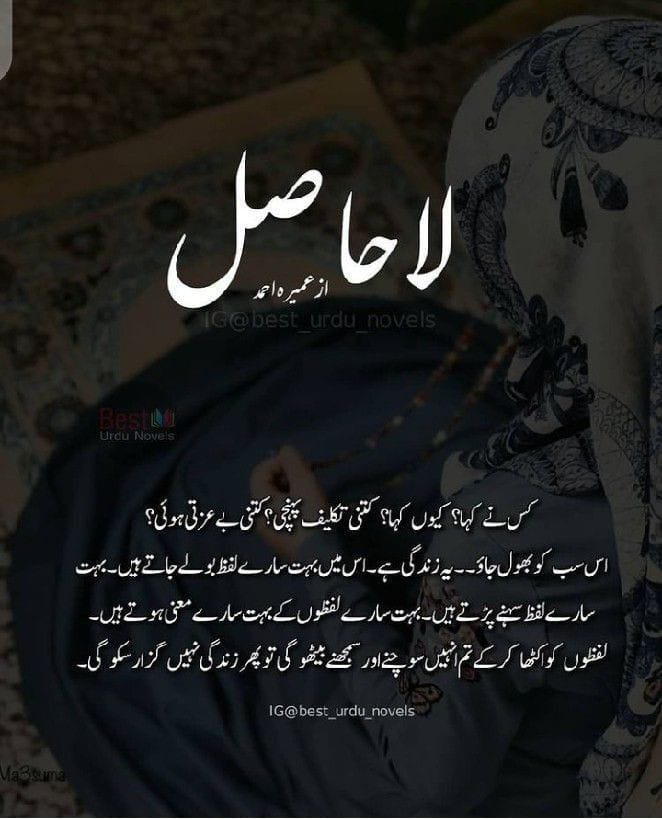 لا حاصل
از عمیرہ احمد
IG@best_urdu_novels
Best
Urdu Novels
کس نے کہا؟ کیوں کہا؟ کتنی تکلیف پہنچی؟ کتنی بے عزتی ہوئی؟
اس سب کو بھول جاؤ۔۔۔ یہ زندگی ہے۔ اس میں بہت سارے لفظ بولے جاتے ہیں۔ بہت
سارے لفظ سہنے پڑتے ہیں۔ بہت سارے لفظوں کے بہت سارے معنی ہوتے ہیں۔
لفظوں کو اکٹھا کر کے تم انہیں سوچنے اور سمجھنے بیٹھو گی تو پھر زندگی نہیں گزار سکو گی۔
IG@best_urdu_novels
Ma3suma